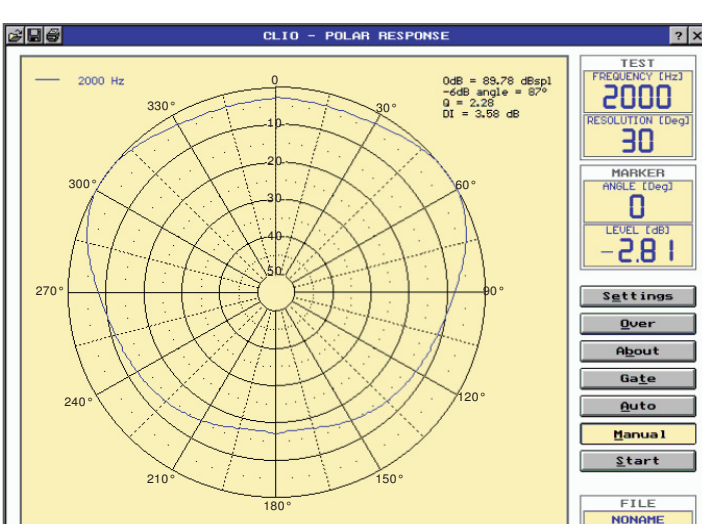 CLIO - POLAR RESPONSE
? X
2000 Hz
0dB = 89.78 dBspl
-6dB angle = 87°
Q = 2.28
DI = 3.58 dB
0
330°
30°
10
20
300°
60°
30
40
50
270°
90°
240°
120°
210°
150°
180°
TEST
FREQUENCY [Hz]
2000
RESOLUTION [Deg]
30
MARKER
ANGLE [Deg]
0
LEVEL [dB]
-2.81
Settings
Over
About
Gate
Auto
Manual
Start
FILE
NONAME